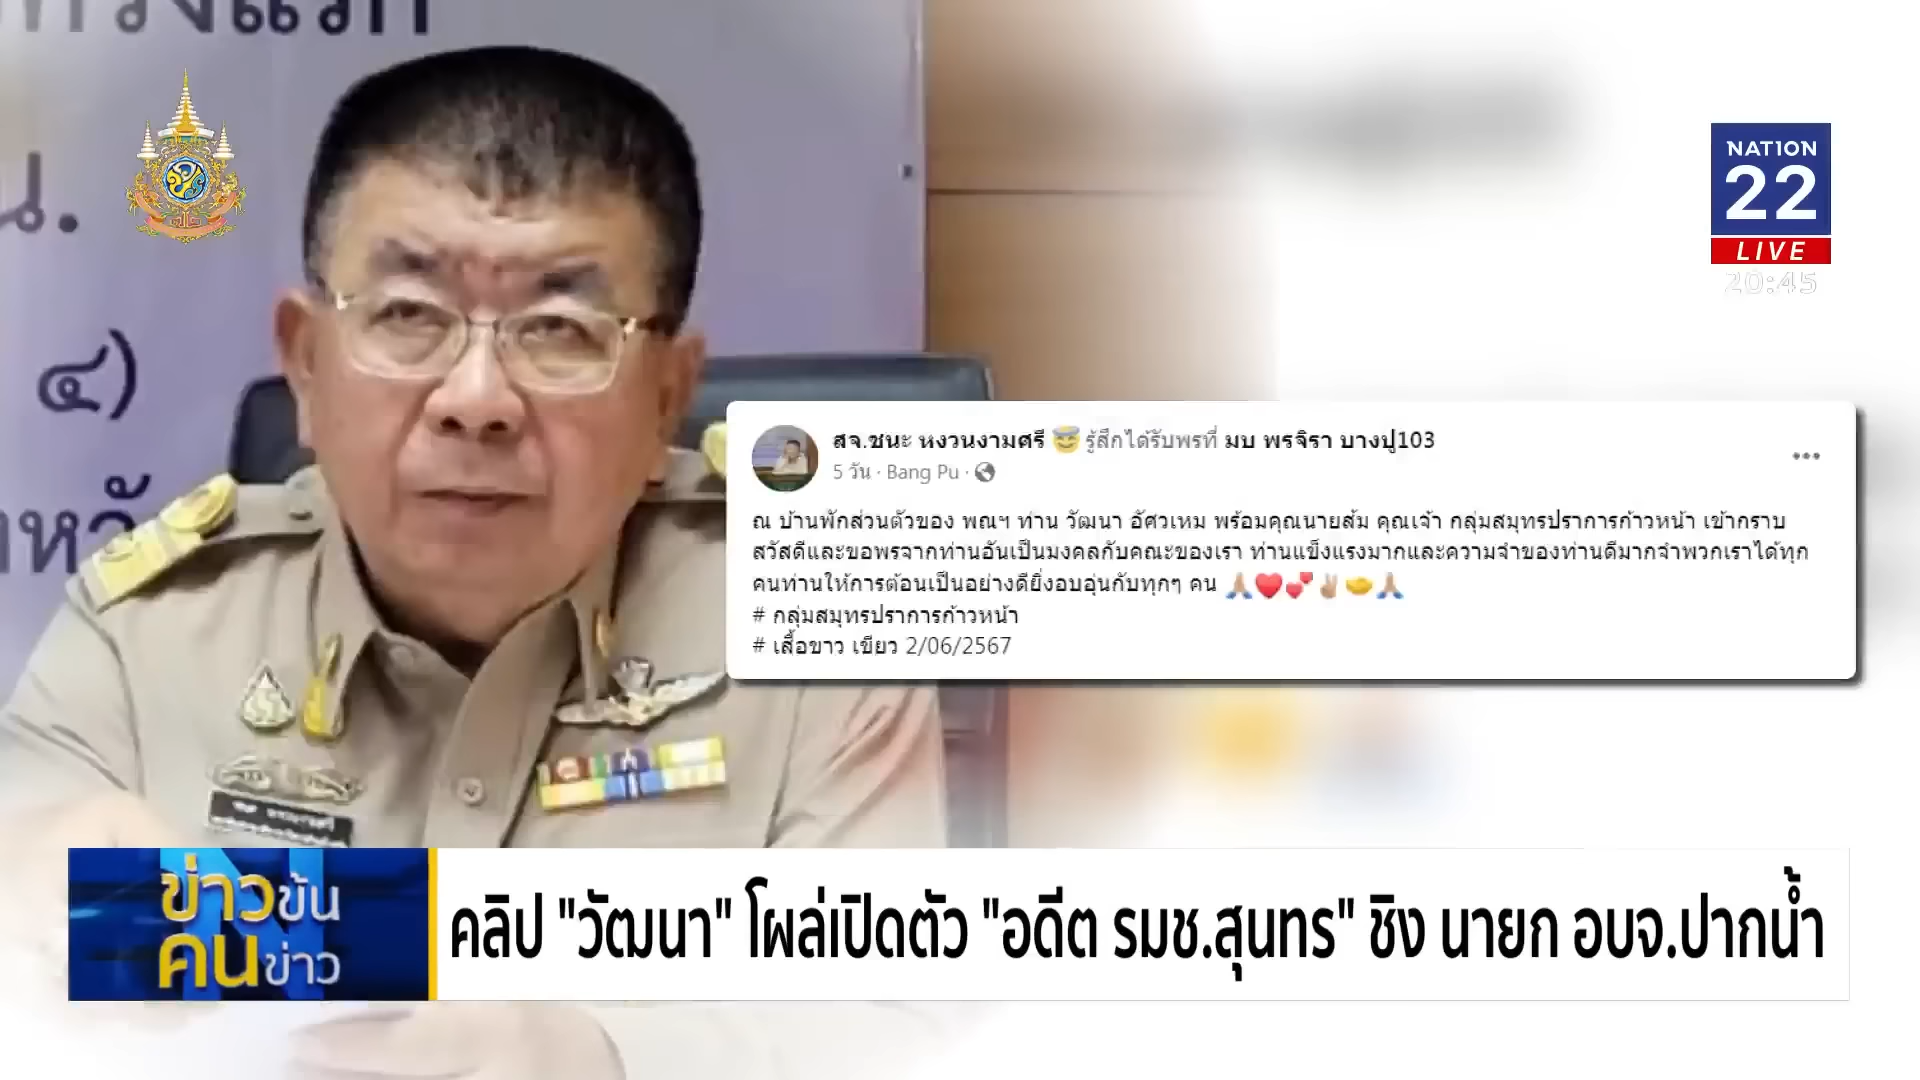 ครั้งแรก
น.
๔)
NATION
22
LIVE
20:45
สจ.ชนะ หงวนงามศรี 😇 รู้สึกได้รับพรที่ มบ พรจิรา บางปู103
5 วัน · Bang Pu ·
ณ บ้านพักส่วนตัวของ พณฯ ท่าน วัฒนา อัศวเหม พร้อมคุณนายส้ม คุณเจ้า กลุ่มสมุทรปราการก้าวหน้า เข้ากราบ
สวัสดีและขอพรจากท่านอันเป็นมงคลกับคณะของเรา ท่านแข็งแรงมากและความจำของท่านดีมากจำพวกเราได้ทุก
คนท่านให้การต้อนเป็นอย่างดียิ่งอบอุ่นกับทุกๆ คน 🙏🏽❤️💕✌🏽🤝🙏🏽
# กลุ่มสมุทรปราการก้าวหน้า
# เสื้อขาว เขียว 2/06/2567
ข่าวข้น
คนข่าว
คลิป "วัฒนา" โผล่เปิดตัว "อดีต รมช.สุนทร" ชิง นายก อบจ.ปากน้ำ